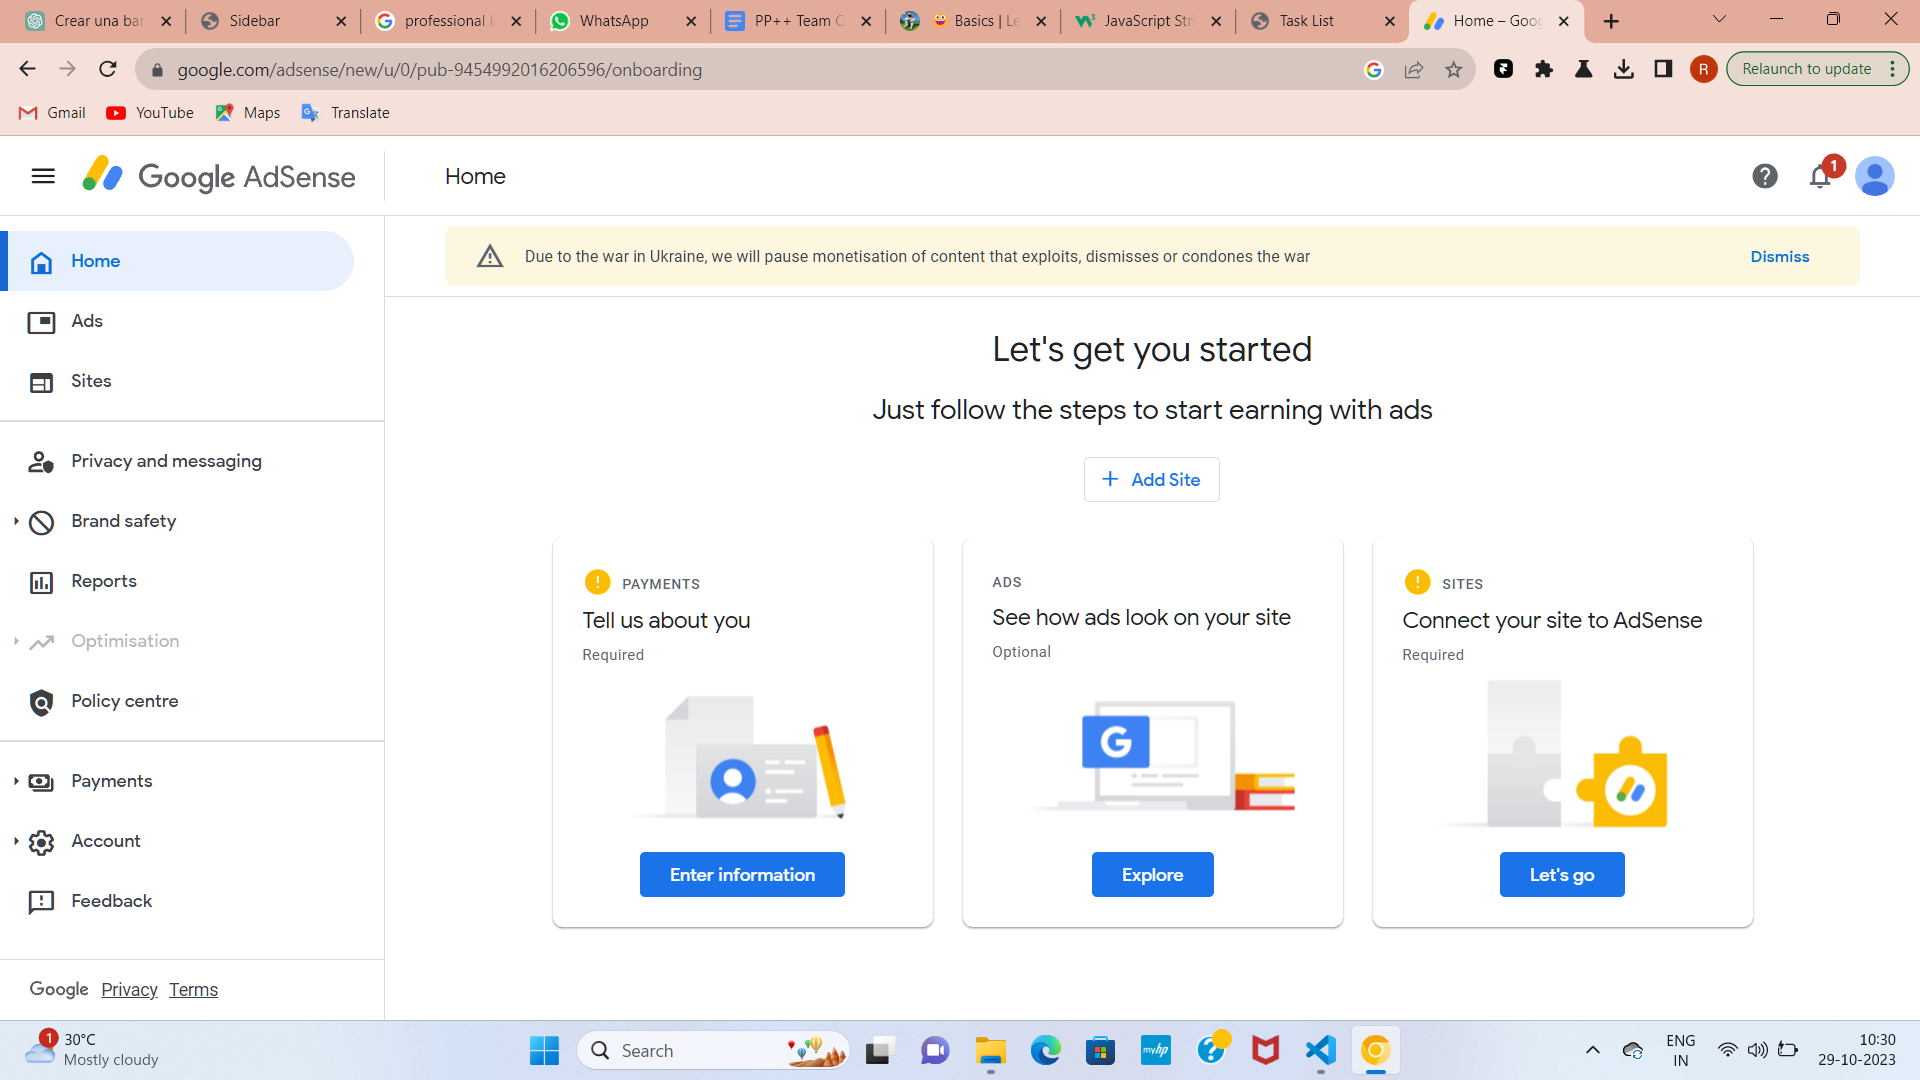 Crear una bar
Sidebar
professional l
WhatsApp
PP++ Team C
Basics | Le
JavaScript Stri
Task List
Home – Goog
google.com/adsense/new/u/0/pub-9454992016206596/onboarding
R
Relaunch to update
Gmail
YouTube
Maps
Translate
Google AdSense
Home
1
Home
Ads
Sites
Privacy and messaging
Brand safety
Reports
Optimisation
Policy centre
Payments
Account
Feedback
Google Privacy Terms
Due to the war in Ukraine, we will pause monetisation of content that exploits, dismisses or condones the war
Dismiss
Let's get you started
Just follow the steps to start earning with ads
+ Add Site
! PAYMENTS
Tell us about you
Required
Enter information
ADS
See how ads look on your site
Optional
G
Explore
! SITES
Connect your site to AdSense
Required
Let's go
1
30°C
Mostly cloudy
Search
myhp
ENG
IN
10:30
29-10-2023